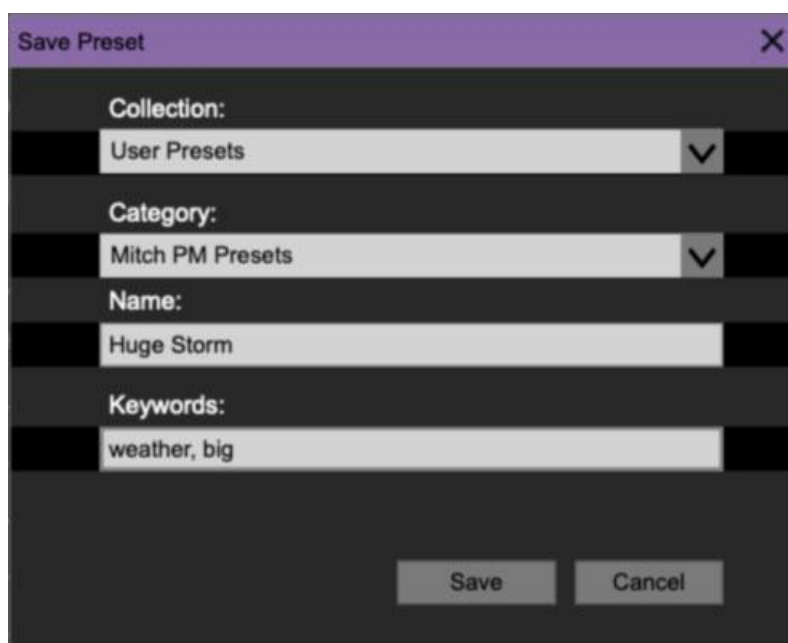 Save Preset
Collection:
User Presets
Category:
Mitch PM Presets
Name:
Huge Storm
Keywords:
weather, big
Save Cancel